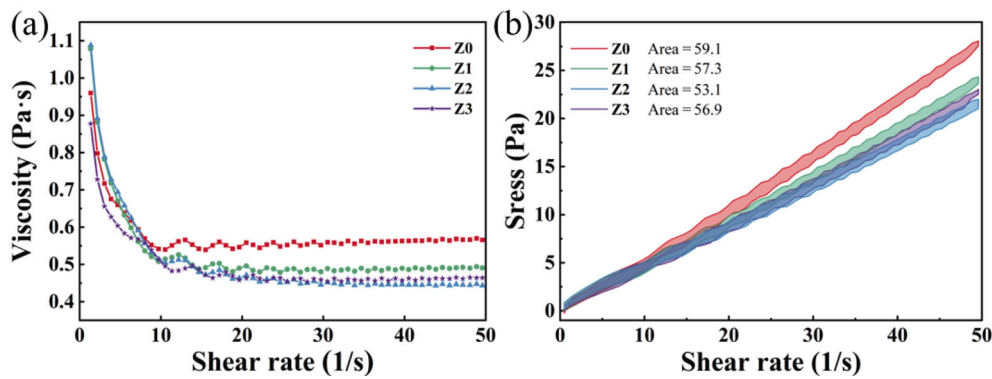 (a)
Viscosity (Pa·s)
1.1
1.0
0.9
0.8
0.7
0.6
0.5
0.4
Z0
Z1
Z2
Z3
0 10 20 30 40 50
Shear rate (1/s)
(b)
Sress (Pa)
30
25
20
15
10
5
0
Z0 Area = 59.1
Z1 Area = 57.3
Z2 Area = 53.1
Z3 Area = 56.9
0 10 20 30 40 50
Shear rate (1/s)